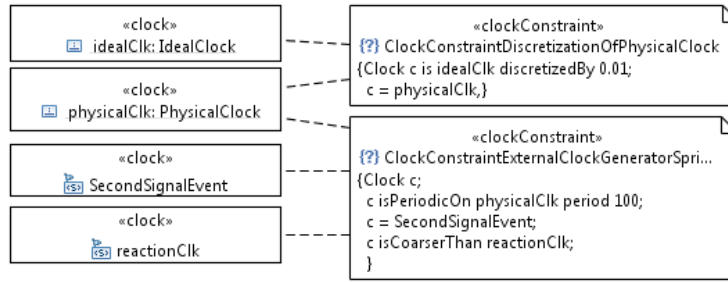 «clock»
idealClk: IdealClock
«clock»
physicalClk: PhysicalClock
«clock»
SecondSignalEvent
«clock»
reactionClk
«clockConstraint»
{?} ClockConstraintDiscretizationOfPhysicalClock
{Clock c is idealClk discretizedBy 0.01;
c = physicalClk,}
«clockConstraint»
{?} ClockConstraintExternalClockGeneratorSpri...
{Clock c;
c isPeriodicOn physicalClk period 100;
c = SecondSignalEvent;
c isCoarserThan reactionClk;
}